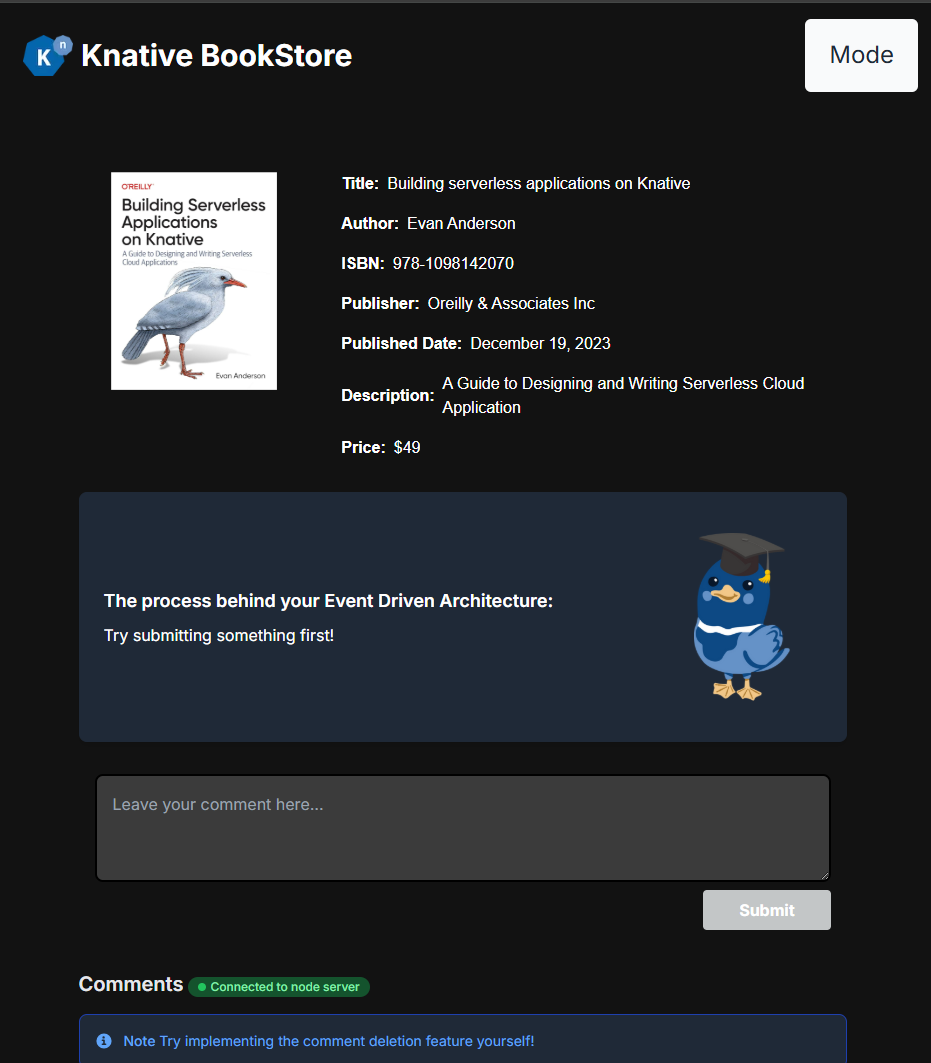 K n Knative BookStore
Mode
O'REILLY
Building Serverless
Applications
on Knative
A Guide to Designing and Writing Serverless
Cloud Applications
Evan Anderson
Title: Building serverless applications on Knative
Author: Evan Anderson
ISBN: 978-1098142070
Publisher: Oreilly & Associates Inc
Published Date: December 19, 2023
Description: A Guide to Designing and Writing Serverless Cloud
Application
Price: $49
The process behind your Event Driven Architecture:
Try submitting something first!
Leave your comment here...
Submit
Comments Connected to node server
Note Try implementing the comment deletion feature yourself!